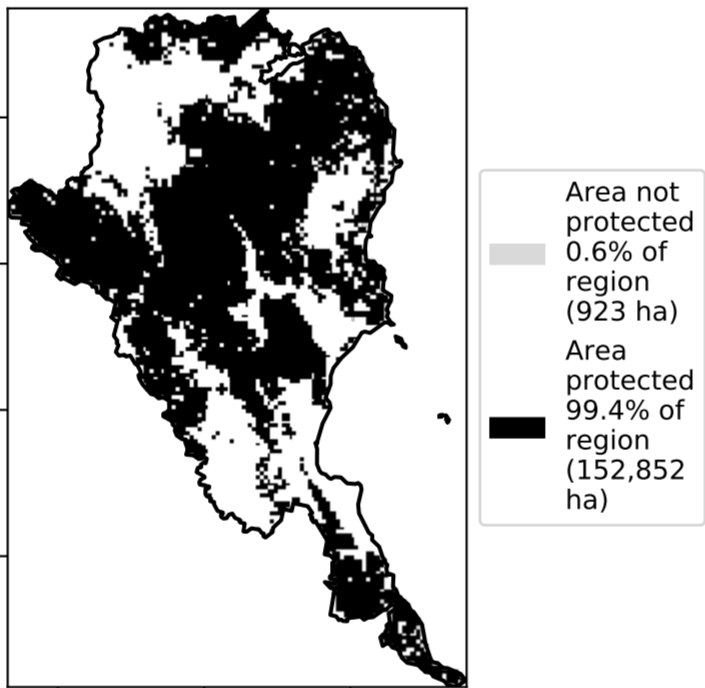 Area not
protected
0.6% of
region
(923 ha)
Area
protected
99.4% of
region
(152,852
ha)